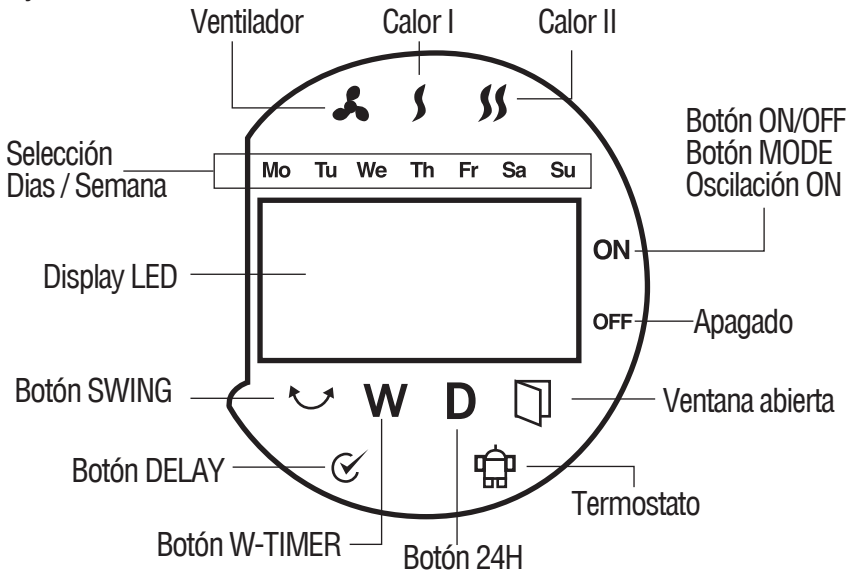 Ventilador
Calor I
Calor II
Botón ON/OFF
Botón MODE
Oscilación ON
Selección
Dias / Semana
Mo Tu We Th Fr Sa Su
ON
Display LED
OFF
Apagado
Botón SWING
W
D
Ventana abierta
Botón DELAY
Termostato
Botón W-TIMER
Botón 24H